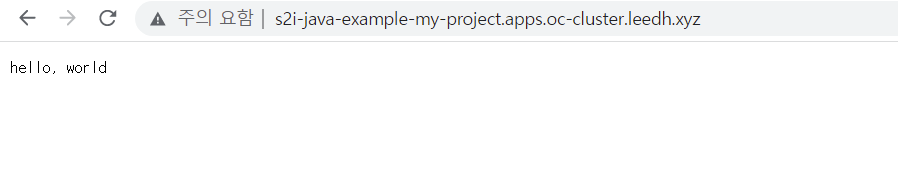 주의 요함 | s2i-java-example-my-project.apps.oc-cluster.leedh.xyz
hello, world